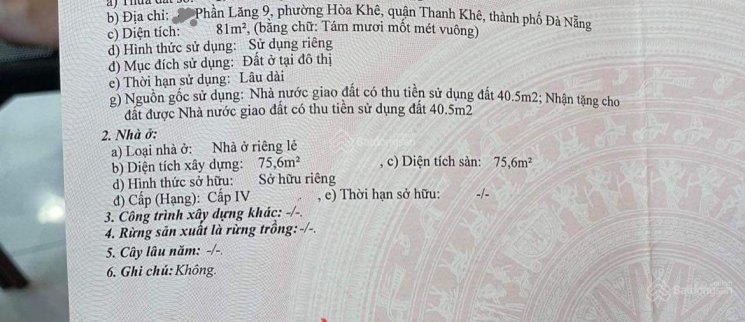 a) Thửa đất số:
b) Địa chỉ: Phần Lăng 9, phường Hòa Khê, quận Thanh Khê, thành phố Đà Nẵng
c) Diện tích: 81m², (bằng chữ: Tám mươi mốt mét vuông)
d) Hình thức sử dụng: Sử dụng riêng
đ) Mục đích sử dụng: Đất ở tại đô thị
e) Thời hạn sử dụng: Lâu dài
g) Nguồn gốc sử dụng: Nhà nước giao đất có thu tiền sử dụng đất 40.5m2; Nhận tặng cho
đất được Nhà nước giao đất có thu tiền sử dụng đất 40.5m2
2. Nhà ở:
a) Loại nhà ở: Nhà ở riêng lẻ
b) Diện tích xây dựng: 75,6m² , c) Diện tích sàn: 75,6m²
d) Hình thức sở hữu: Sở hữu riêng
đ) Cấp (Hạng): Cấp IV , e) Thời hạn sở hữu: -/-
3. Công trình xây dựng khác: -/-.
4. Rừng sản xuất là rừng trồng: -/-.
5. Cây lâu năm: -/-.
6. Ghi chú: Không.
Batdongsan